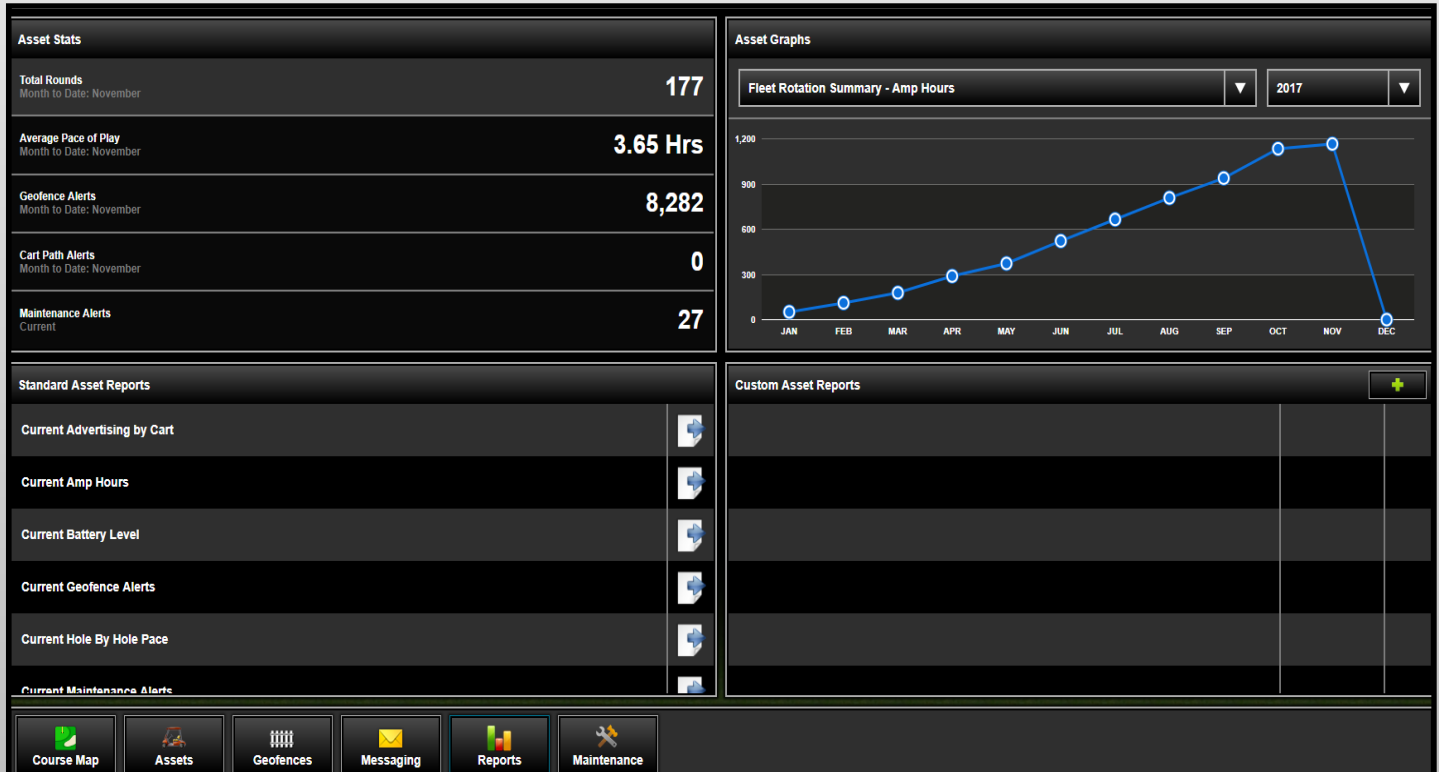 Asset Stats
Total Rounds
Month to Date: November
177
Average Pace of Play
Month to Date: November
3.65 Hrs
Geofence Alerts
Month to Date: November
8,282
Cart Path Alerts
Month to Date: November
0
Maintenance Alerts
Current
27
Asset Graphs
Fleet Rotation Summary - Amp Hours
2017
1,200
900
600
300
0
JAN FEB MAR APR MAY JUN JUL AUG SEP OCT NOV DEC
Standard Asset Reports
Current Advertising by Cart
Current Amp Hours
Current Battery Level
Current Geofence Alerts
Current Hole By Hole Pace
Current Maintenance Alerts
Custom Asset Reports
Course Map Assets Geofences Messaging Reports Maintenance